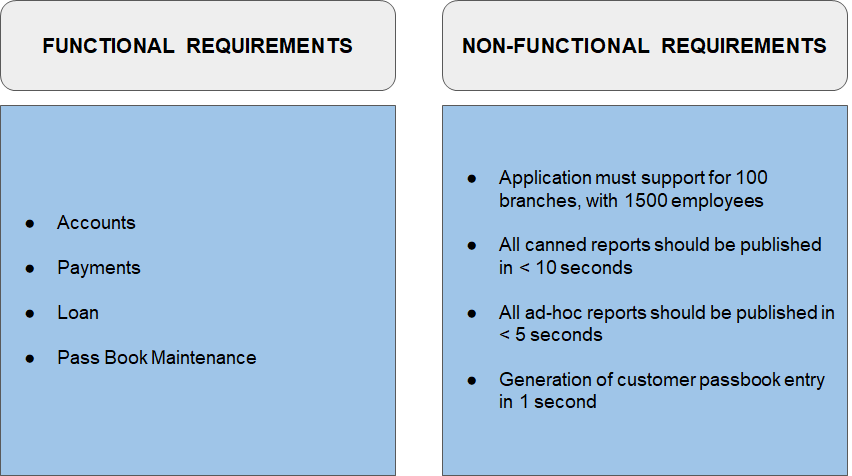 FUNCTIONAL REQUIREMENTS
● Accounts
● Payments
● Loan
● Pass Book Maintenance
NON-FUNCTIONAL REQUIREMENTS
● Application must support for 100
branches, with 1500 employees
● All canned reports should be published
in < 10 seconds
● All ad-hoc reports should be published in
< 5 seconds
● Generation of customer passbook entry
in 1 second